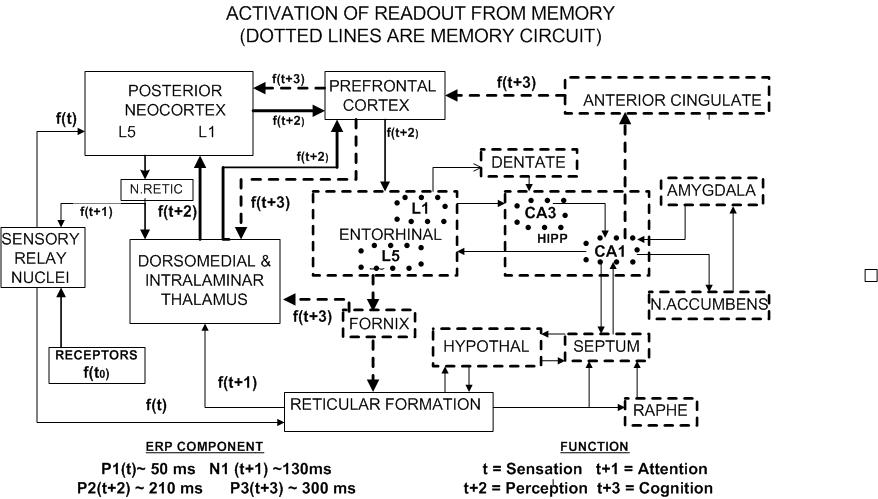 ACTIVATION OF READOUT FROM MEMORY
(DOTTED LINES ARE MEMORY CIRCUIT)
f(t+3)
f(t+3)
POSTERIOR
NEOCORTEX
L5 L1
PREFRONTAL
CORTEX
ANTERIOR CINGULATE
f(t)
f(t+2)
f(t+2)
f(t+2)
DENTATE
N.RETIC
f(t+1)
f(t+2)
f(t+3)
AMYGDALA
L1
CA3
SENSORY
RELAY
NUCLEI
ENTORHINAL
HIPP
L5
CA1
DORSOMEDIAL &
INTRALAMINAR
THALAMUS
N.ACCUMBENS
f(t+3)
FORNIX
HYPOTHAL
SEPTUM
RECEPTORS
f(t0)
f(t+1)
f(t)
RETICULAR FORMATION
RAPHE
ERP COMPONENT
P1(t)~ 50 ms N1 (t+1) ~130ms
P2(t+2) ~ 210 ms P3(t+3) ~ 300 ms
FUNCTION
t = Sensation t+1 = Attention
t+2 = Perception t+3 = Cognition